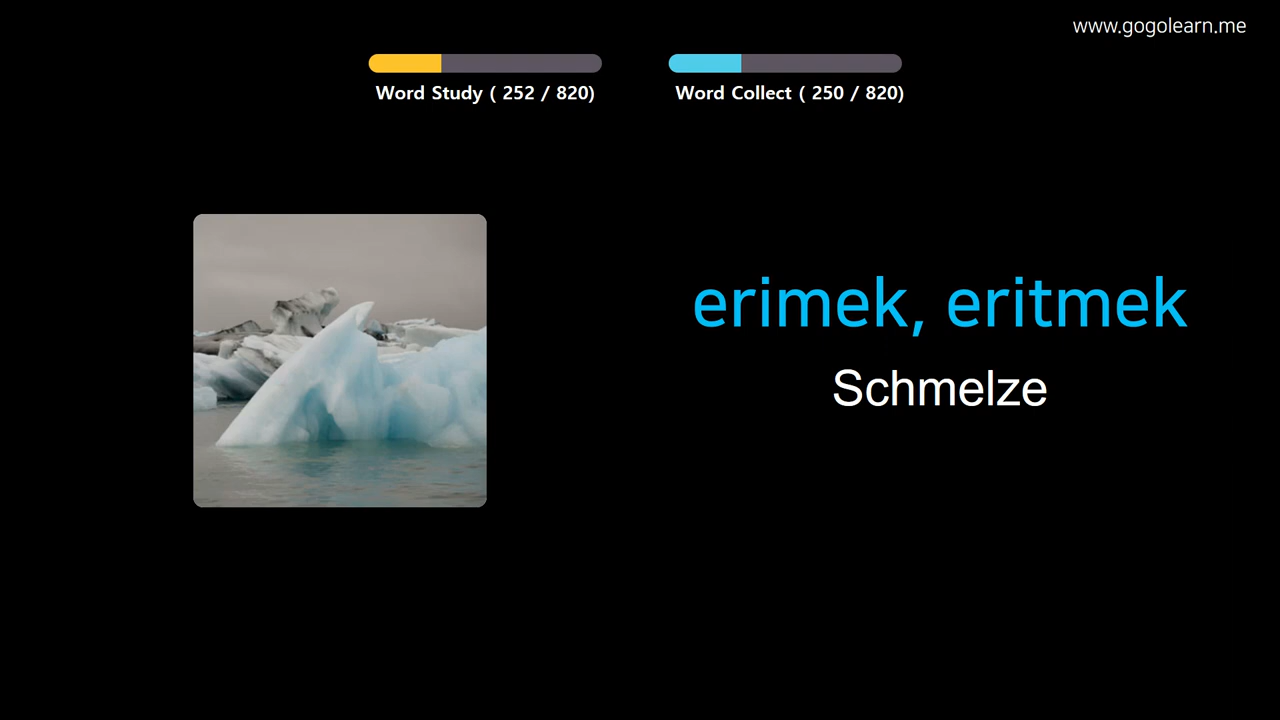 www.gogolearn.me
Word Study ( 252 / 820)
Word Collect ( 250 / 820)
erimek, eritmek
Schmelze